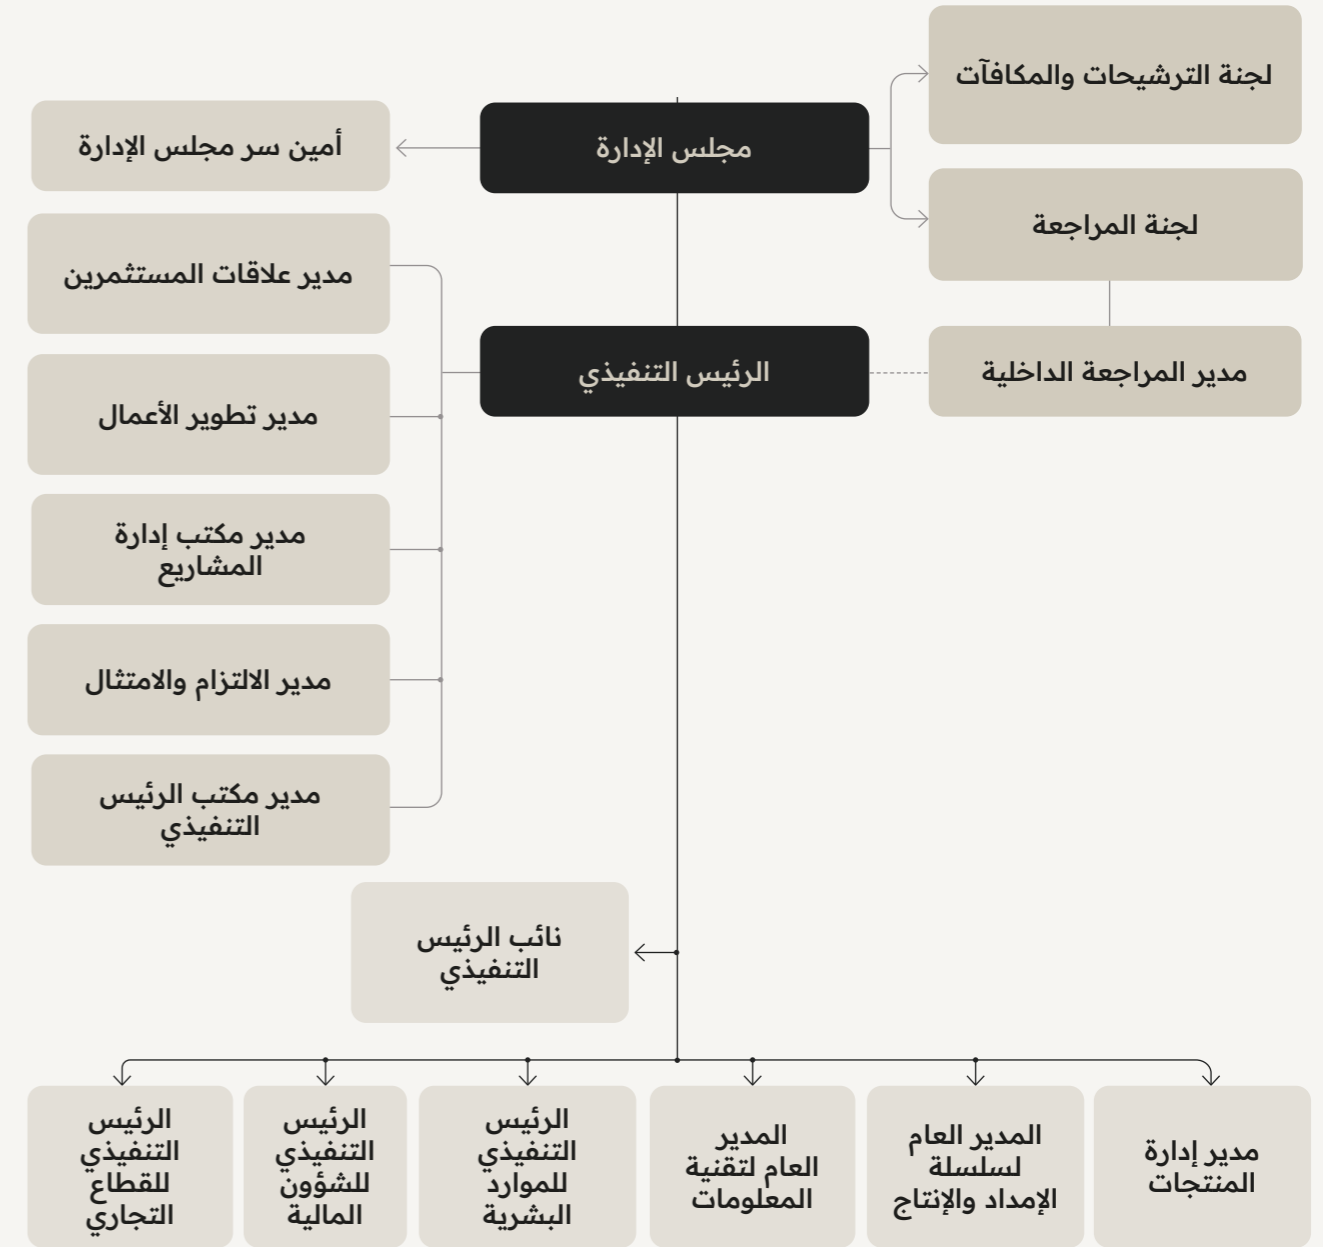 لجنة الترشيحات والمكافآت
مجلس الإدارة
أمين سر مجلس الإدارة
لجنة المراجعة
مدير علاقات المستثمرين
مدير المراجعة الداخلية
الرئيس التنفيذي
مدير تطوير الأعمال
مدير مكتب إدارة
المشاريع
مدير الالتزام والامتثال
مدير مكتب الرئيس
التنفيذي
نائب الرئيس
التنفيذي
مدير إدارة
المنتجات
المدير العام
لسلسلة
الإمداد والإنتاج
المدير
العام لتقنية
المعلومات
الرئيس
التنفيذي
للموارد
البشرية
الرئيس
التنفيذي
للشؤون
المالية
الرئيس
التنفيذي
للقطاع
التجاري